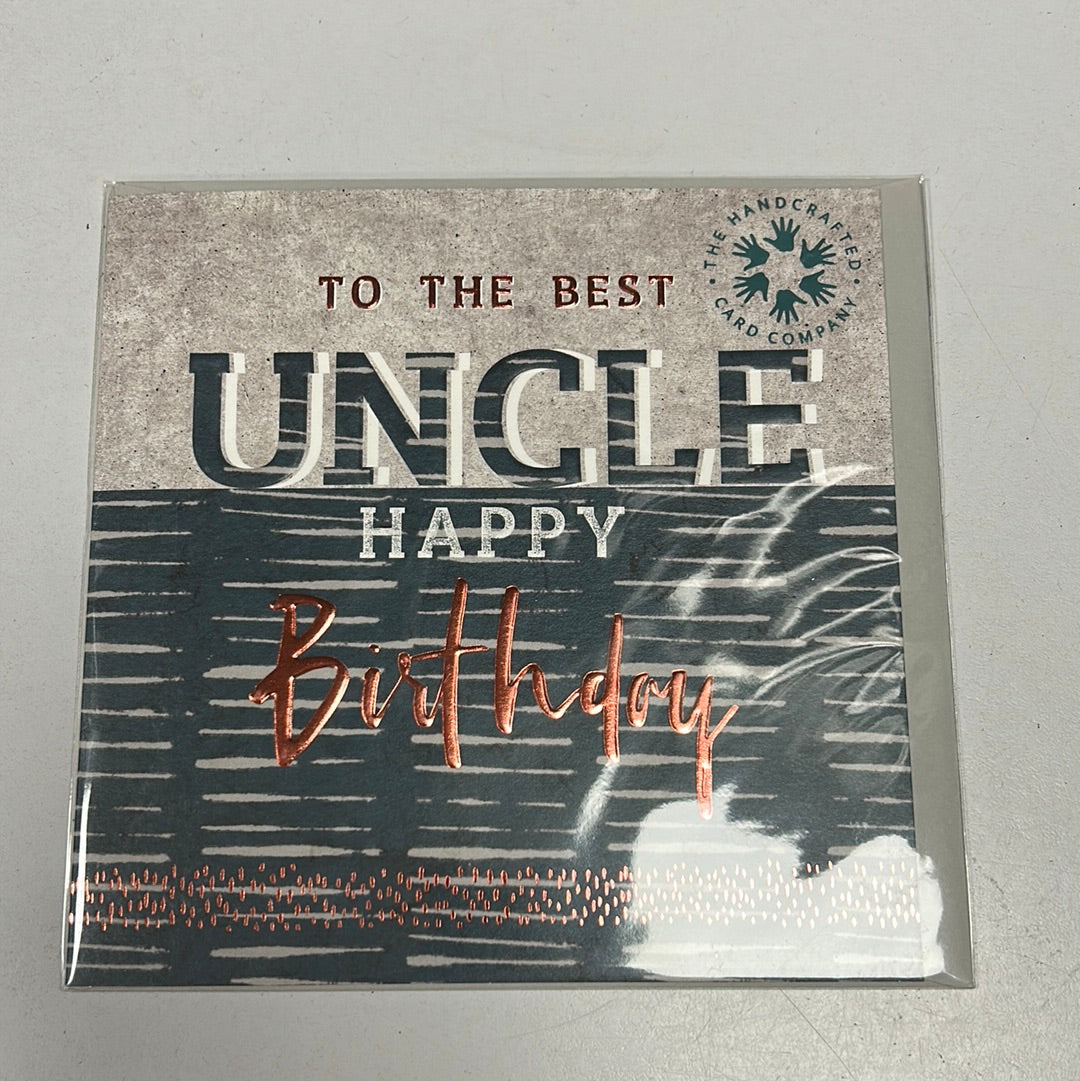 THE HANDCRAFTED
CARD COMPANY
TO THE BEST
UNCLE
HAPPY
Birthday